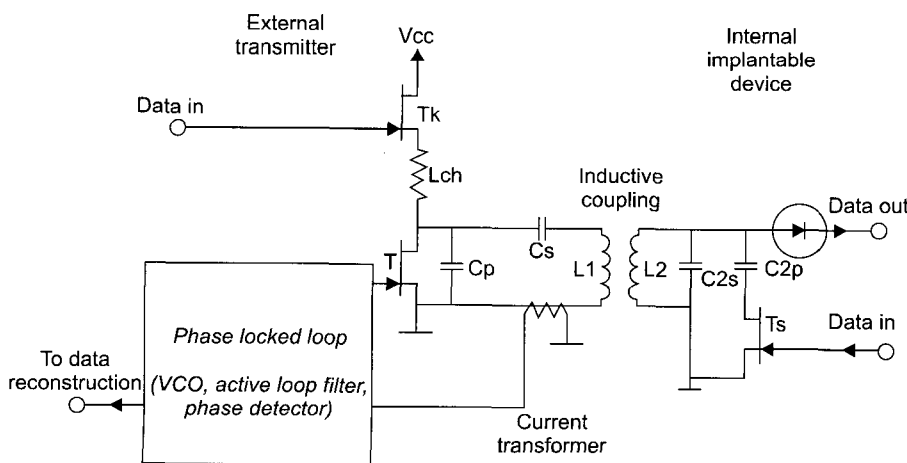 External
transmitter
Vcc
Internal
implantable
device
Data in
Tk
Lch
Inductive
coupling
Data out
Cs
T
Cp
L1
L2
C2s
C2p
Phase locked loop
(VCO, active loop filter,
phase detector)
Ts
Data in
To data
reconstruction
Current
transformer